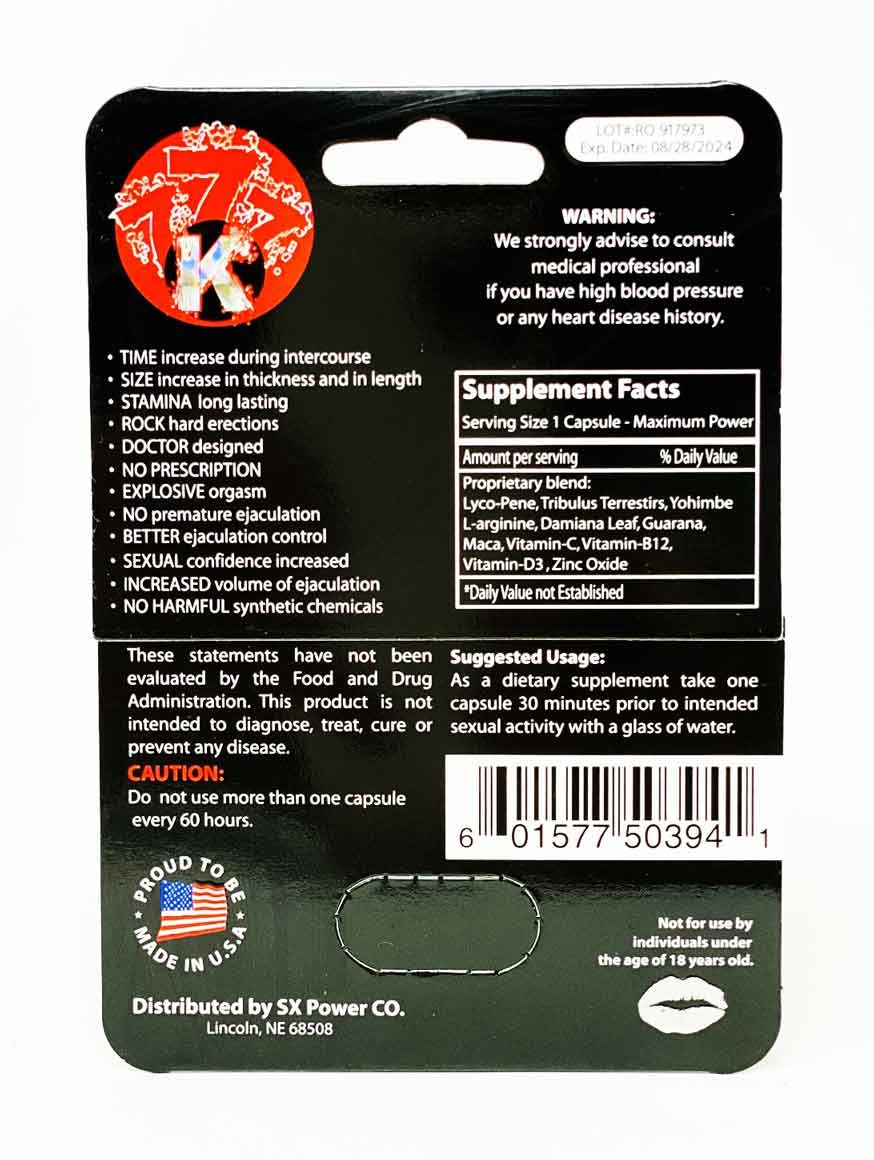 LOT#:RO 917973
Exp. Date: 08/28/2024
777
K
WARNING:
We strongly advise to consult
medical professional
if you have high blood pressure
or any heart disease history.
• TIME increase during intercourse
• SIZE increase in thickness and in length
• STAMINA long lasting
• ROCK hard erections
• DOCTOR designed
• NO PRESCRIPTION
• EXPLOSIVE orgasm
• NO premature ejaculation
• BETTER ejaculation control
• SEXUAL confidence increased
• INCREASED volume of ejaculation
• NO HARMFUL synthetic chemicals
Supplement Facts
Serving Size 1 Capsule - Maximum Power
Amount per serving % Daily Value
Proprietary blend:
Lyco-Pene, Tribulus Terrestirs, Yohimbe
L-arginine, Damiana Leaf, Guarana,
Maca, Vitamin-C, Vitamin-B12,
Vitamin-D3 , Zinc Oxide
*Daily Value not Established
These statements have not been
evaluated by the Food and Drug
Administration. This product is not
intended to diagnose, treat, cure or
prevent any disease.
CAUTION:
Do not use more than one capsule
every 60 hours.
Suggested Usage:
As a dietary supplement take one
capsule 30 minutes prior to intended
sexual activity with a glass of water.
6 01577 50394 1
PROUD TO BE
MADE IN U.S.A
Not for use by
individuals under
the age of 18 years old.
Distributed by SX Power CO.
Lincoln, NE 68508